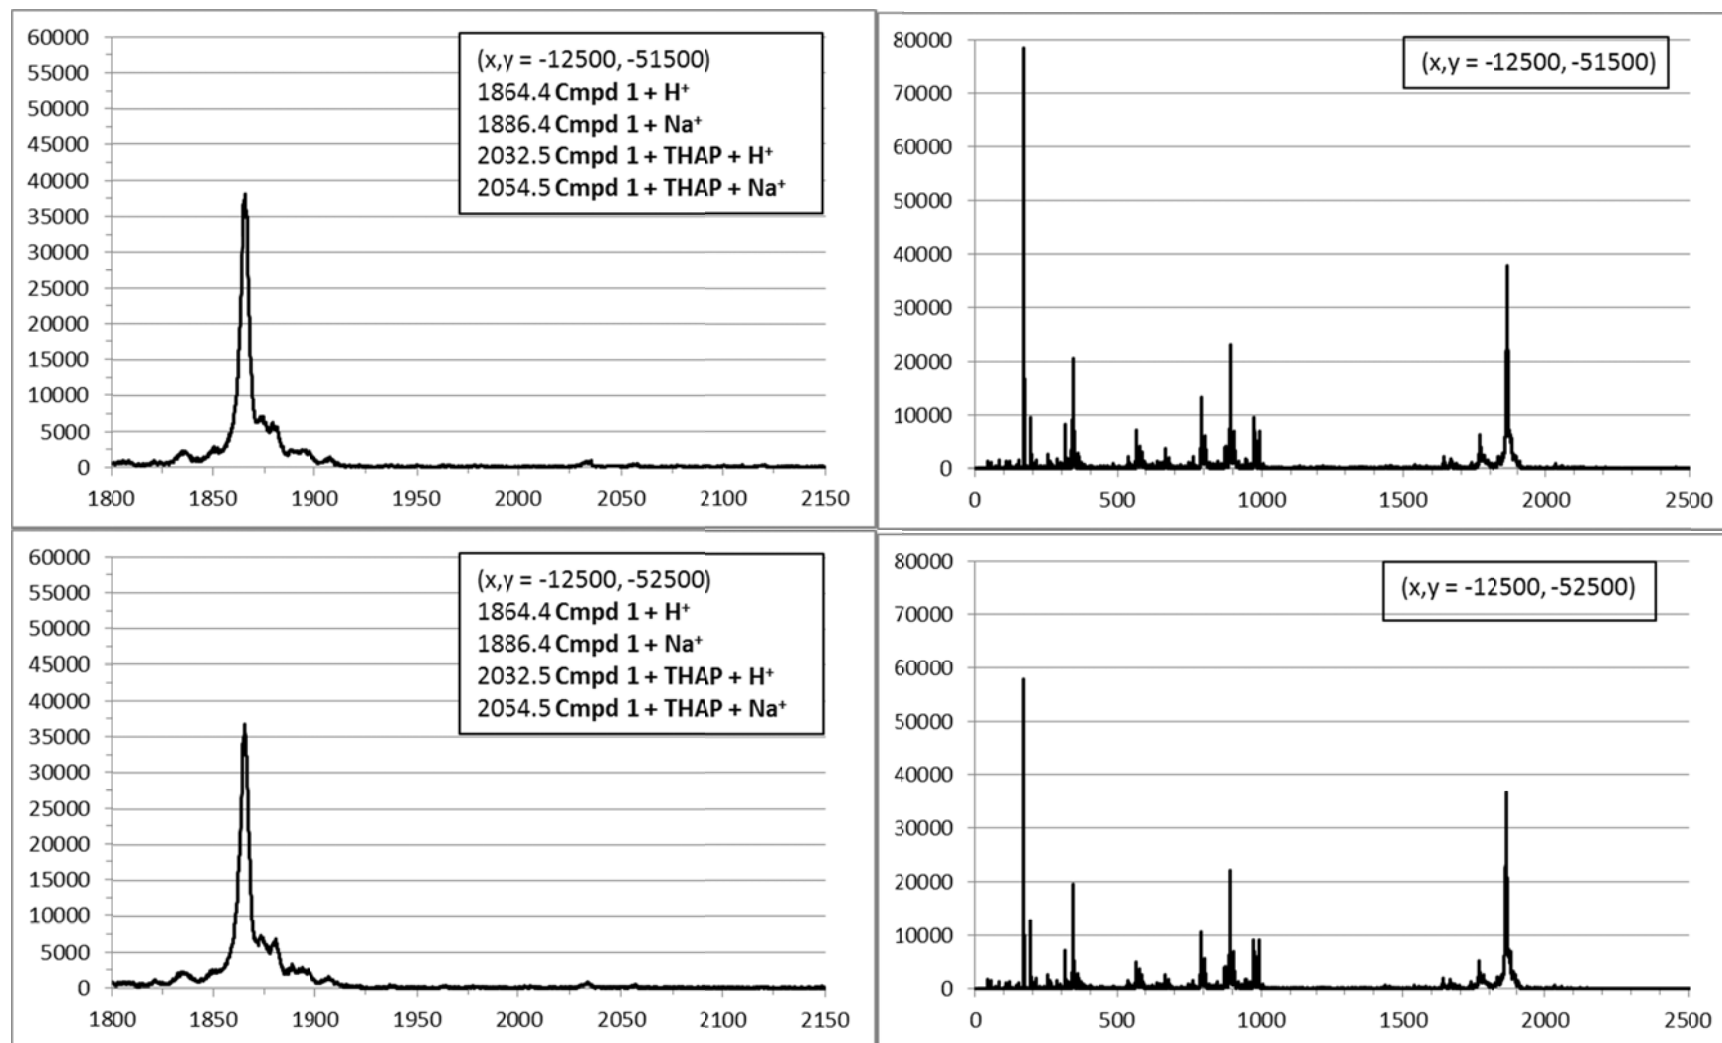 60000
55000
50000
45000
40000
35000
30000
25000
20000
15000
10000
5000
0
1800 1850 1900 1950 2000 2050 2100 2150
(x,y = -12500, -51500)
1864.4 Cmpd 1 + H⁺
1886.4 Cmpd 1 + Na⁺
2032.5 Cmpd 1 + THAP + H⁺
2054.5 Cmpd 1 + THAP + Na⁺
80000
70000
60000
50000
40000
30000
20000
10000
0
0 500 1000 1500 2000 2500
(x,y = -12500, -51500)
60000
55000
50000
45000
40000
35000
30000
25000
20000
15000
10000
5000
0
1800 1850 1900 1950 2000 2050 2100 2150
(x,y = -12500, -52500)
1864.4 Cmpd 1 + H⁺
1886.4 Cmpd 1 + Na⁺
2032.5 Cmpd 1 + THAP + H⁺
2054.5 Cmpd 1 + THAP + Na⁺
80000
70000
60000
50000
40000
30000
20000
10000
0
0 500 1000 1500 2000 2500
(x,y = -12500, -52500)